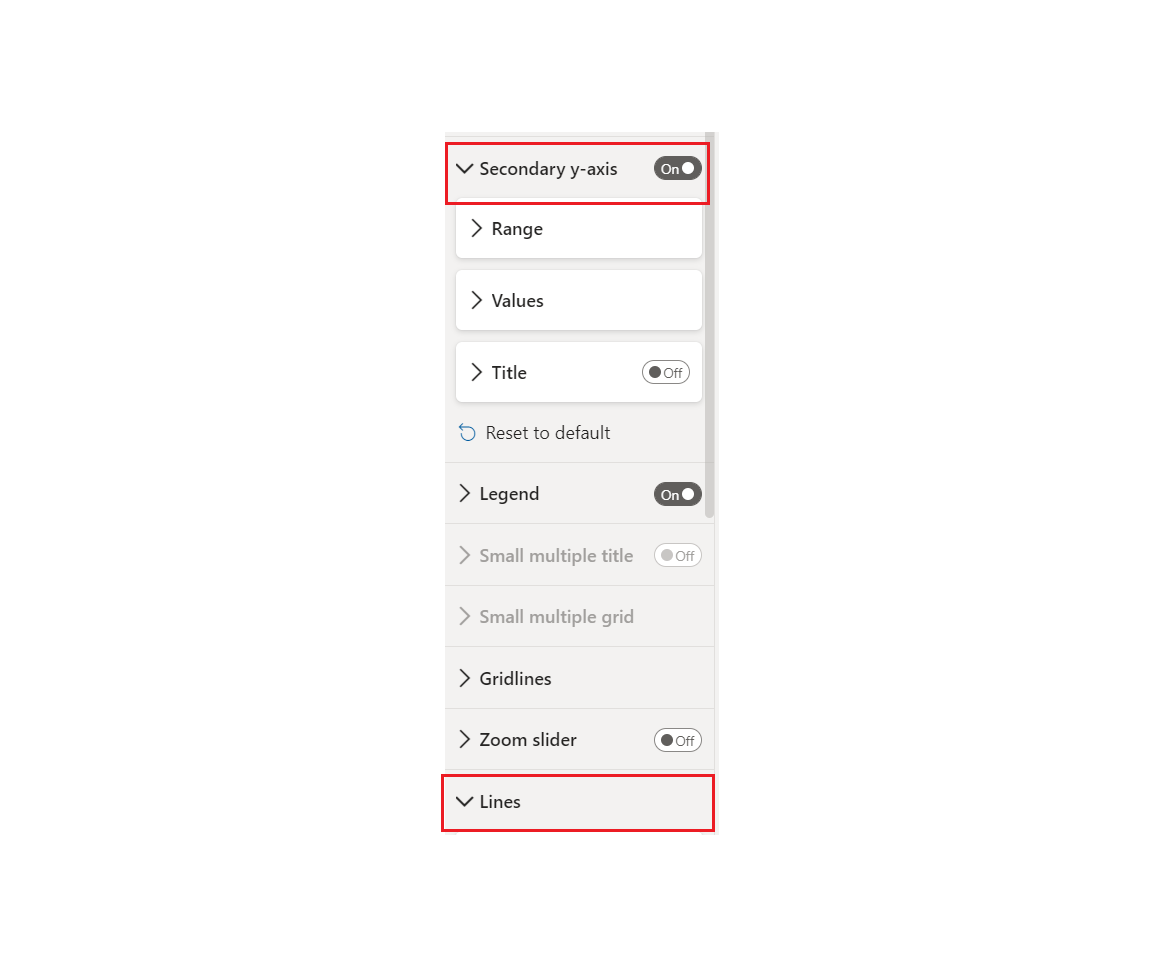 Secondary y-axis On
Range
Values
Title Off
Reset to default
Legend On
Small multiple title Off
Small multiple grid
Gridlines
Zoom slider Off
Lines